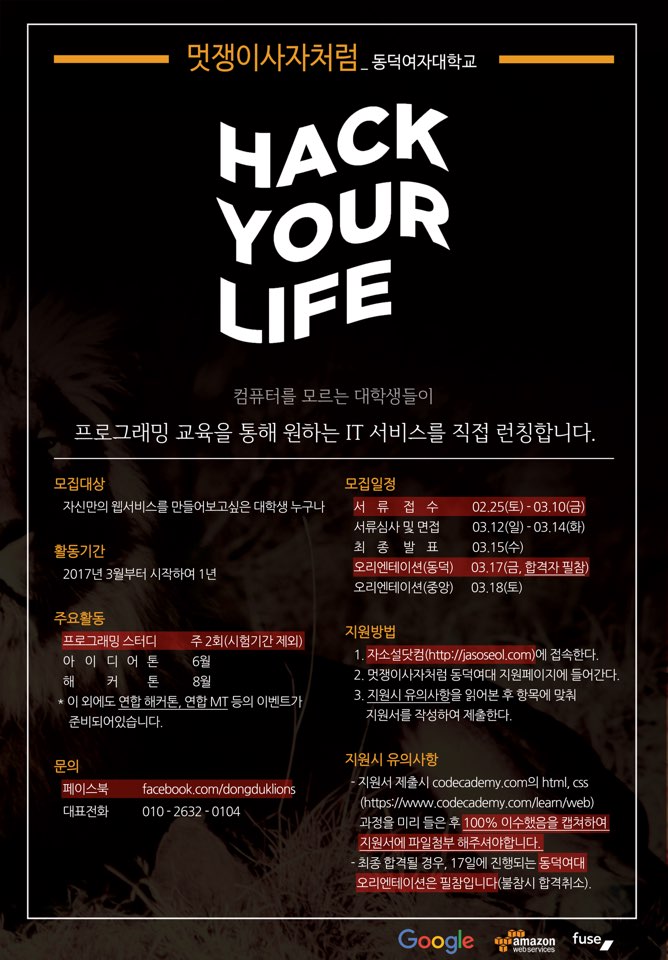 멋쟁이사자처럼_ 동덕여자대학교
HACK
YOUR
LIFE
컴퓨터를 모르는 대학생들이
프로그래밍 교육을 통해 원하는 IT 서비스를 직접 런칭합니다.
모집대상
자신만의 웹서비스를 만들어보고싶은 대학생 누구나
활동기간
2017년 3월부터 시작하여 1년
주요활동
프로그래밍 스터디 주 2회(시험기간 제외)
아이디어톤 6월
해커톤 8월
* 이 외에도 연합 해커톤, 연합 MT 등의 이벤트가
준비되어있습니다.
문의
페이스북 facebook.com/dongduklions
대표전화 010 - 2632 - 0104
모집일정
서류접수 02.25(토) - 03.10(금)
서류심사 및 면접 03.12(일) - 03.14(화)
최종발표 03.15(수)
오리엔테이션(동덕) 03.17(금, 합격자 필참)
오리엔테이션(중앙) 03.18(토)
지원방법
1. 자소설닷컴(http://jasoseol.com)에 접속한다.
2. 멋쟁이사자처럼 동덕여대 지원페이지에 들어간다.
3. 지원시 유의사항을 읽어본 후 항목에 맞춰
지원서를 작성하여 제출한다.
지원시 유의사항
- 지원서 제출시 codecademy.com의 html, css
(https://www.codecademy.com/learn/web)
과정을 미리 들은 후 100% 이수했음을 캡쳐하여
지원서에 파일첨부 해주셔야합니다.
- 최종 합격될 경우, 17일에 진행되는 동덕여대
오리엔테이션은 필참입니다(불참시 합격취소).
Google
amazon
webservices
fuse